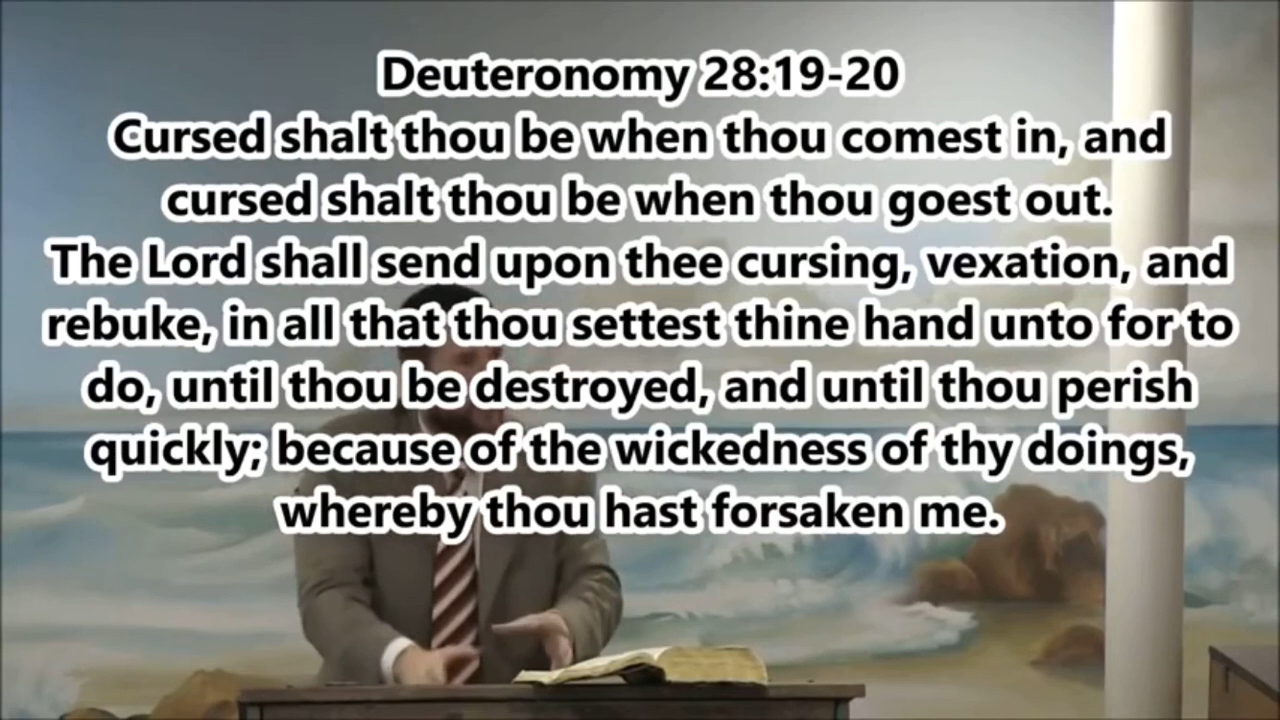 Deuteronomy 28:19-20
Cursed shalt thou be when thou comest in, and
cursed shalt thou be when thou goest out.
The Lord shall send upon thee cursing, vexation, and
rebuke, in all that thou settest thine hand unto for to
do, until thou be destroyed, and until thou perish
quickly; because of the wickedness of thy doings,
whereby thou hast forsaken me.